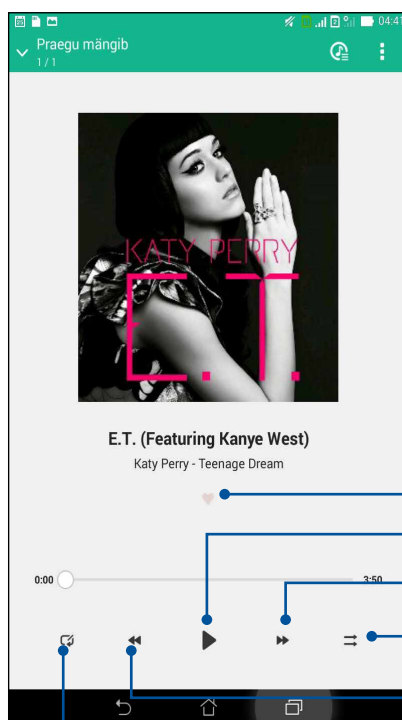 04:41
Praegu mängib
1 / 1
KATY PERRY
E.T.
E.T. (Featuring Kanye West)
Katy Perry - Teenage Dream
0:00
3:50